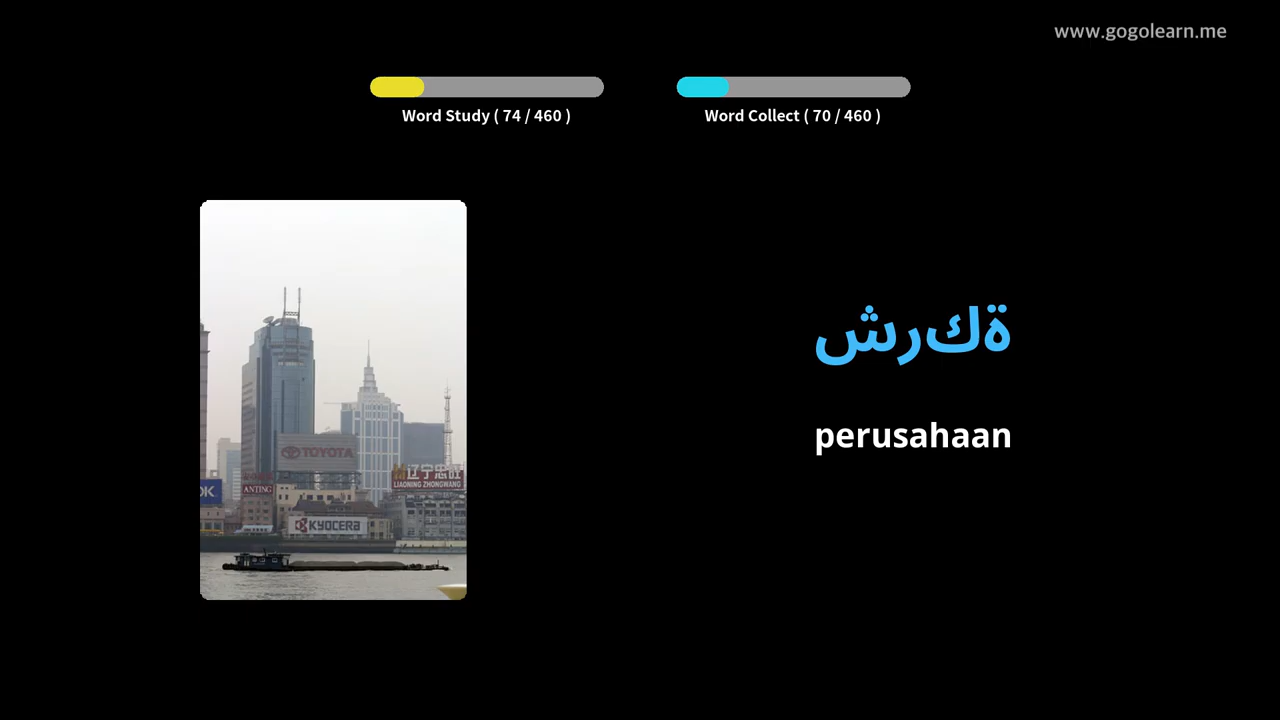 www.gogolearn.me
Word Study ( 74 / 460 )
Word Collect ( 70 / 460 )
شركة
perusahaan
TOYOTA
辽宁忠旺
LIAONING ZHONGWANG
ANTING
KYOCERA